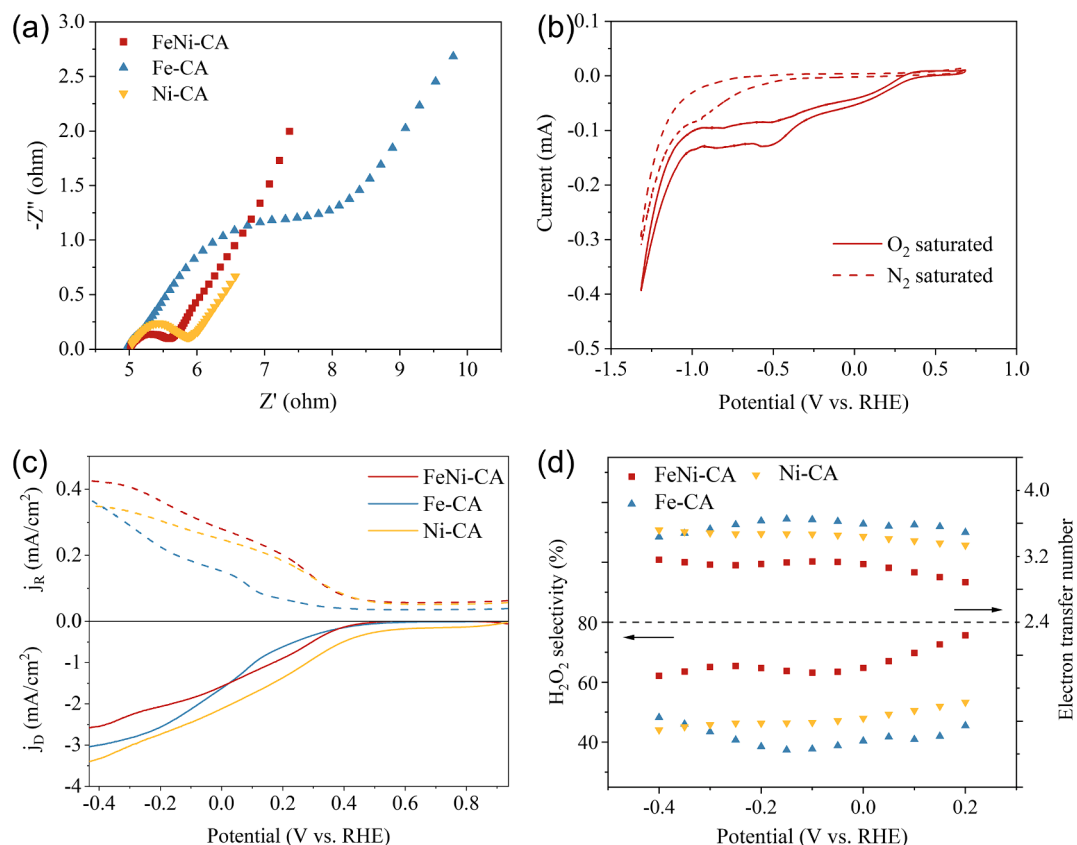 (a)
FeNi-CA
Fe-CA
Ni-CA
3.0
2.5
2.0
1.5
1.0
0.5
0.0
5 6 7 8 9 10
-Z'' (ohm)
Z' (ohm)
(b)
0.0
-0.1
-0.2
-0.3
-0.4
-0.5
-1.5 -1.0 -0.5 0.0 0.5 1.0
Current (mA)
O₂ saturated
N₂ saturated
Potential (V vs. RHE)
(c)
FeNi-CA
Fe-CA
Ni-CA
0.4
0.2
0
-1
-2
-3
-4
-0.4 -0.2 0.0 0.2 0.4 0.6 0.8
j_R (mA/cm²)
j_D (mA/cm²)
Potential (V vs. RHE)
(d)
FeNi-CA Ni-CA
Fe-CA
80
60
40
4.0
3.2
2.4
-0.4 -0.2 0.0 0.2
H₂O₂ selectivity (%)
Electron transfer number
Potential (V vs. RHE)